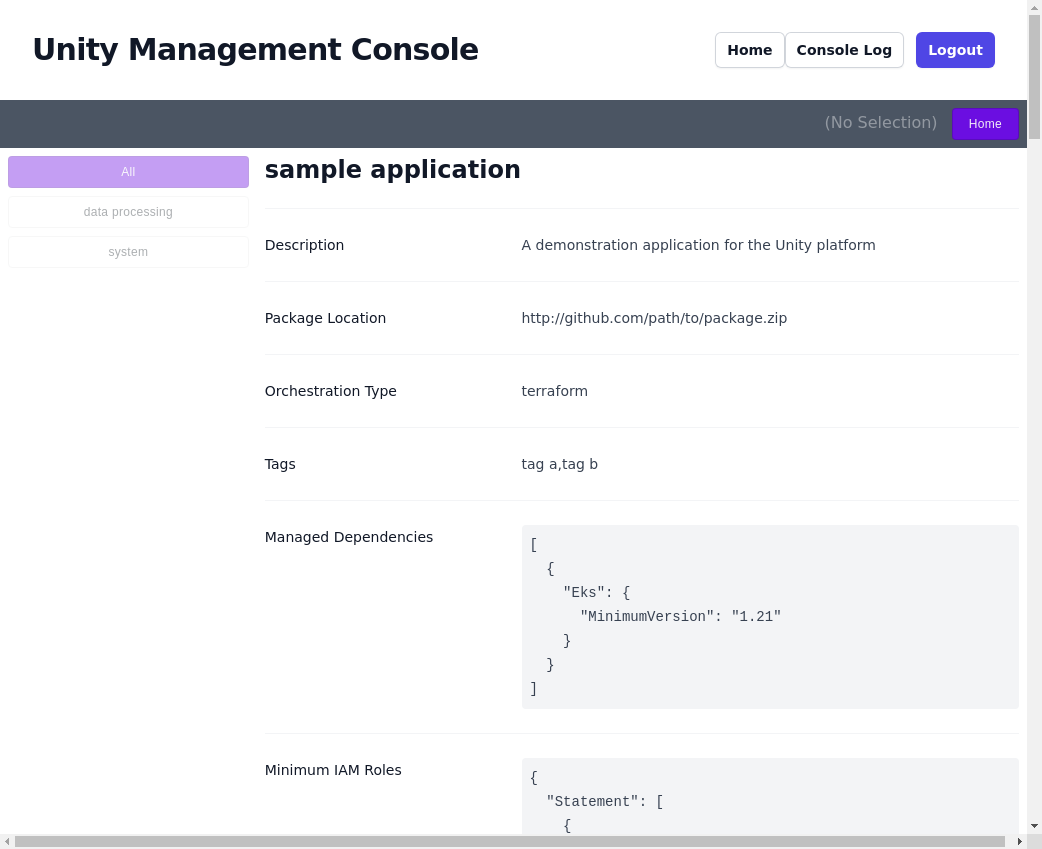 Unity Management Console
Home
Console Log
Logout
(No Selection)
Home
All
data processing
system
sample application
Description
A demonstration application for the Unity platform
Package Location
http://github.com/path/to/package.zip
Orchestration Type
terraform
Tags
tag a,tag b
Managed Dependencies
[
  {
    "Eks": {
      "MinimumVersion": "1.21"
    }
  }
]
Minimum IAM Roles
{
  "Statement": [
    {